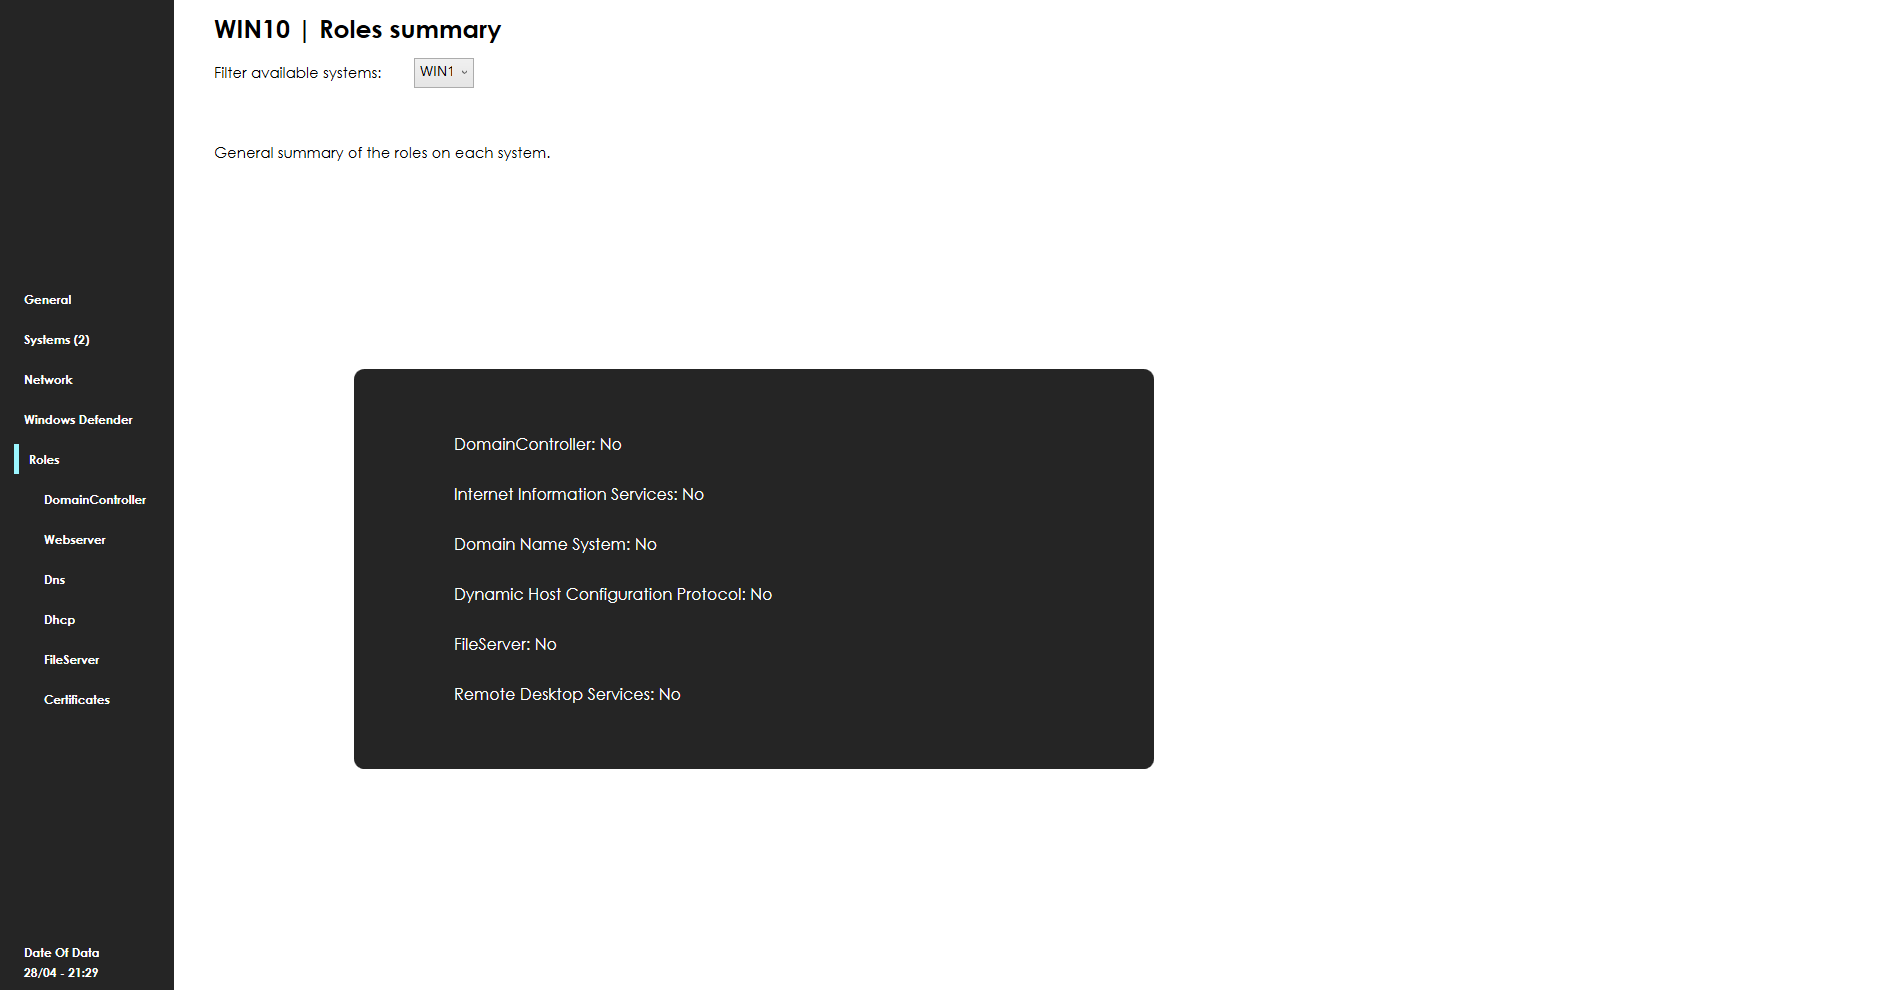 WIN10 | Roles summary
Filter available systems:
WIN1
General summary of the roles on each system.
General
Systems (2)
Network
Windows Defender
Roles
DomainController
Webserver
Dns
Dhcp
FileServer
Certificates
DomainController: No
Internet Information Services: No
Domain Name System: No
Dynamic Host Configuration Protocol: No
FileServer: No
Remote Desktop Services: No
Date Of Data
28/04 - 21:29